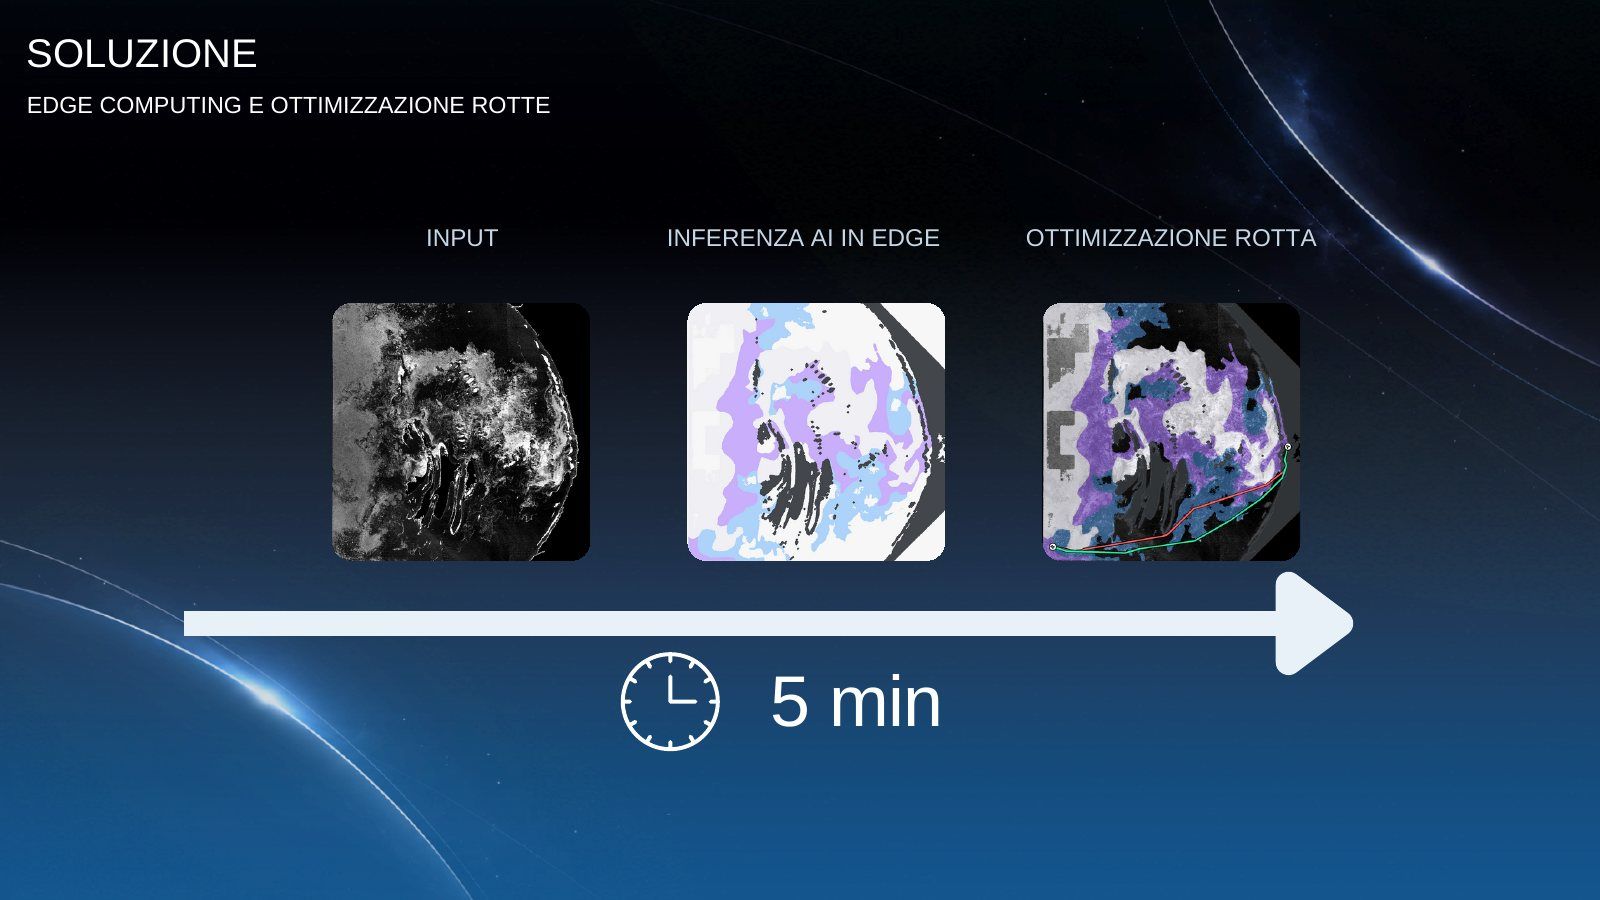 SOLUZIONE
EDGE COMPUTING E OTTIMIZZAZIONE ROTTE
INPUT
INFERENZA AI IN EDGE
OTTIMIZZAZIONE ROTTA
5 min